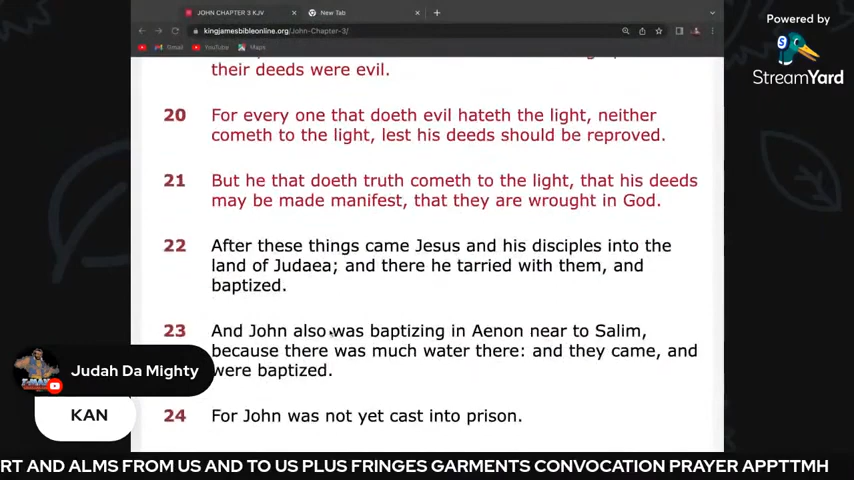 JOHN CHAPTER 3 KJV
New Tab
kingjamesbibleonline.org/John-Chapter-3/
Gmail
YouTube
Maps
Powered by
StreamYard
their deeds were evil.
20 For every one that doeth evil hateth the light, neither
cometh to the light, lest his deeds should be reproved.
21 But he that doeth truth cometh to the light, that his deeds
may be made manifest, that they are wrought in God.
22 After these things came Jesus and his disciples into the
land of Judaea; and there he tarried with them, and
baptized.
23 And John also was baptizing in Aenon near to Salim,
because there was much water there: and they came, and
were baptized.
24 For John was not yet cast into prison.
Judah Da Mighty
KAN
RT AND ALMS FROM US AND TO US PLUS FRINGES GARMENTS CONVOCATION PRAYER APPTTMH